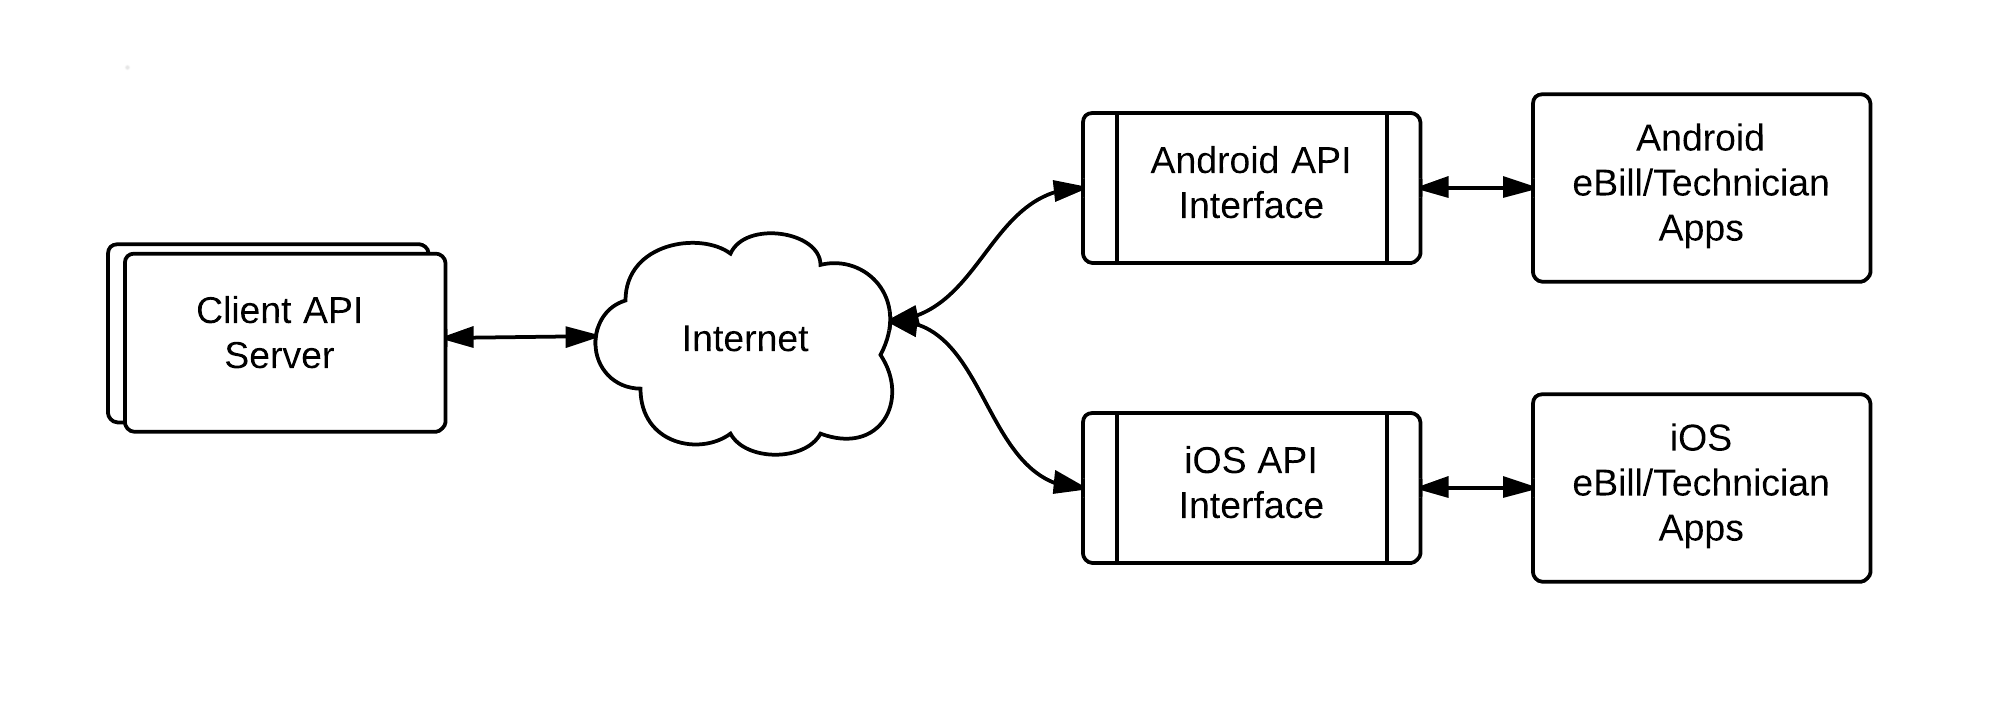 Client API
Server
Internet
Android API
Interface
Android
eBill/Technician
Apps
iOS API
Interface
iOS
eBill/Technician
Apps